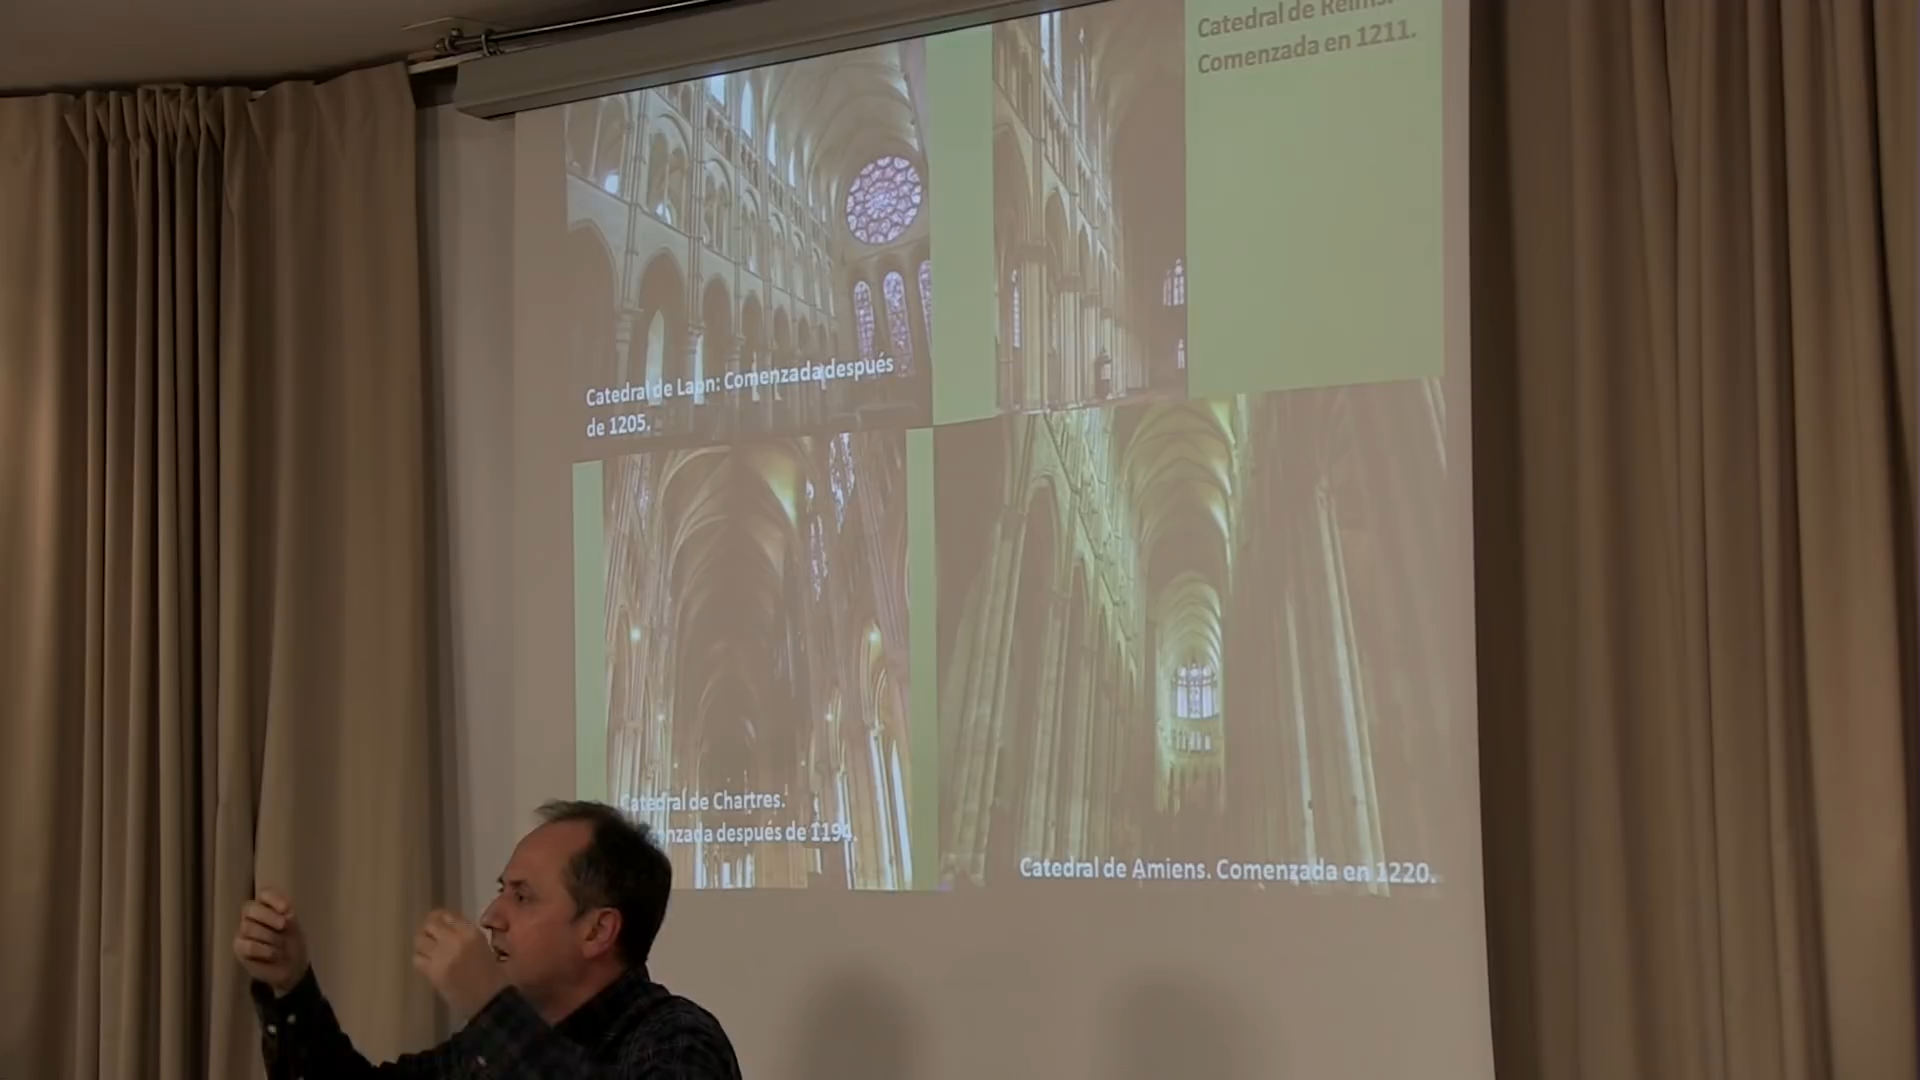 Catedral de Reims.
Comenzada en 1211.
Catedral de Laon: Comenzada después
de 1205.
Catedral de Chartres.
después de 1194.
Catedral de Amiens. Comenzada en 1220.